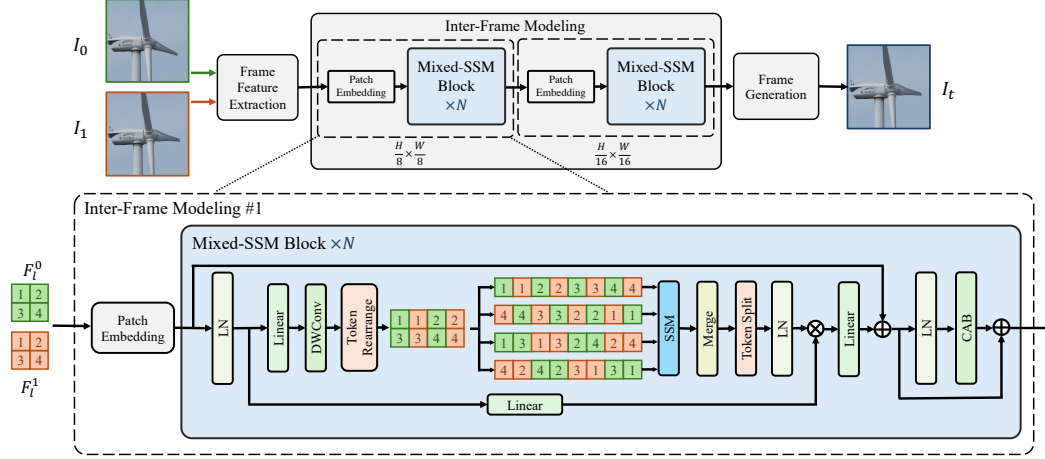 Inter-Frame Modeling
I_0
I_1
Frame
Feature
Extraction
Patch
Embedding
Mixed-SSM
Block
×N
Patch
Embedding
Mixed-SSM
Block
×N
Frame
Generation
I_t
H/8 × W/8
H/16 × W/16
Inter-Frame Modeling #1
Mixed-SSM Block ×N
F_l^0
1 2
3 4
1 2
3 4
F_l^1
Patch
Embedding
LN
Linear
DWConv
Token
Rearrange
1 1 2 2
3 3 4 4
1 1 2 2 3 3 4 4
4 4 3 3 2 2 1 1
1 3 1 3 2 4 2 4
4 2 4 2 3 1 3 1
SSM
Merge
Token Split
LN
Linear
LN
CAB
Linear